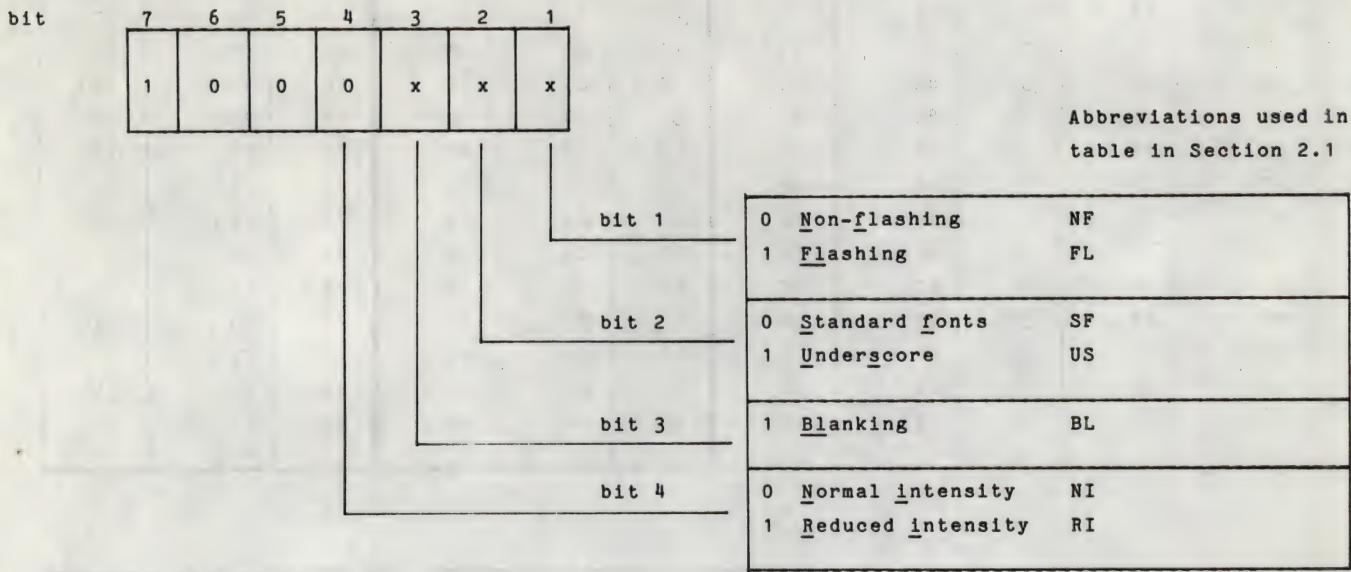 bit 7 6 5 4 3 2 1
1 0 0 0 x x x
Abbreviations used in
table in Section 2.1
bit 1 0 Non-flashing NF
1 Flashing FL
bit 2 0 Standard fonts SF
1 Underscore US
bit 3 1 Blanking BL
bit 4 0 Normal intensity NI
1 Reduced intensity RI